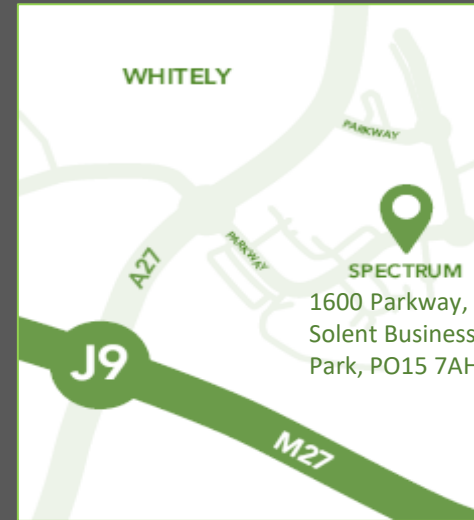 WHITELY
PARKWAY
PARKWAY
A27
SPECTRUM
1600 Parkway,
Solent Business
Park, PO15 7AH
J9
M27